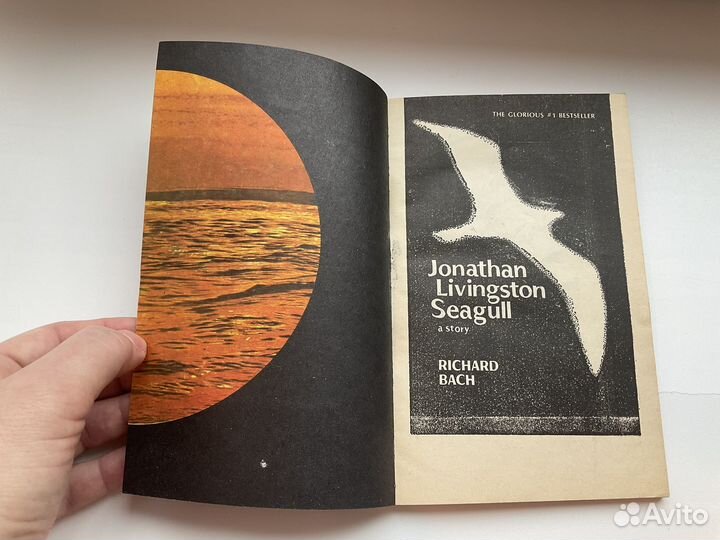 THE GLORIOUS #1 BESTSELLER
Jonathan
Livingston
Seagull
a story
RICHARD
BACH
Avito